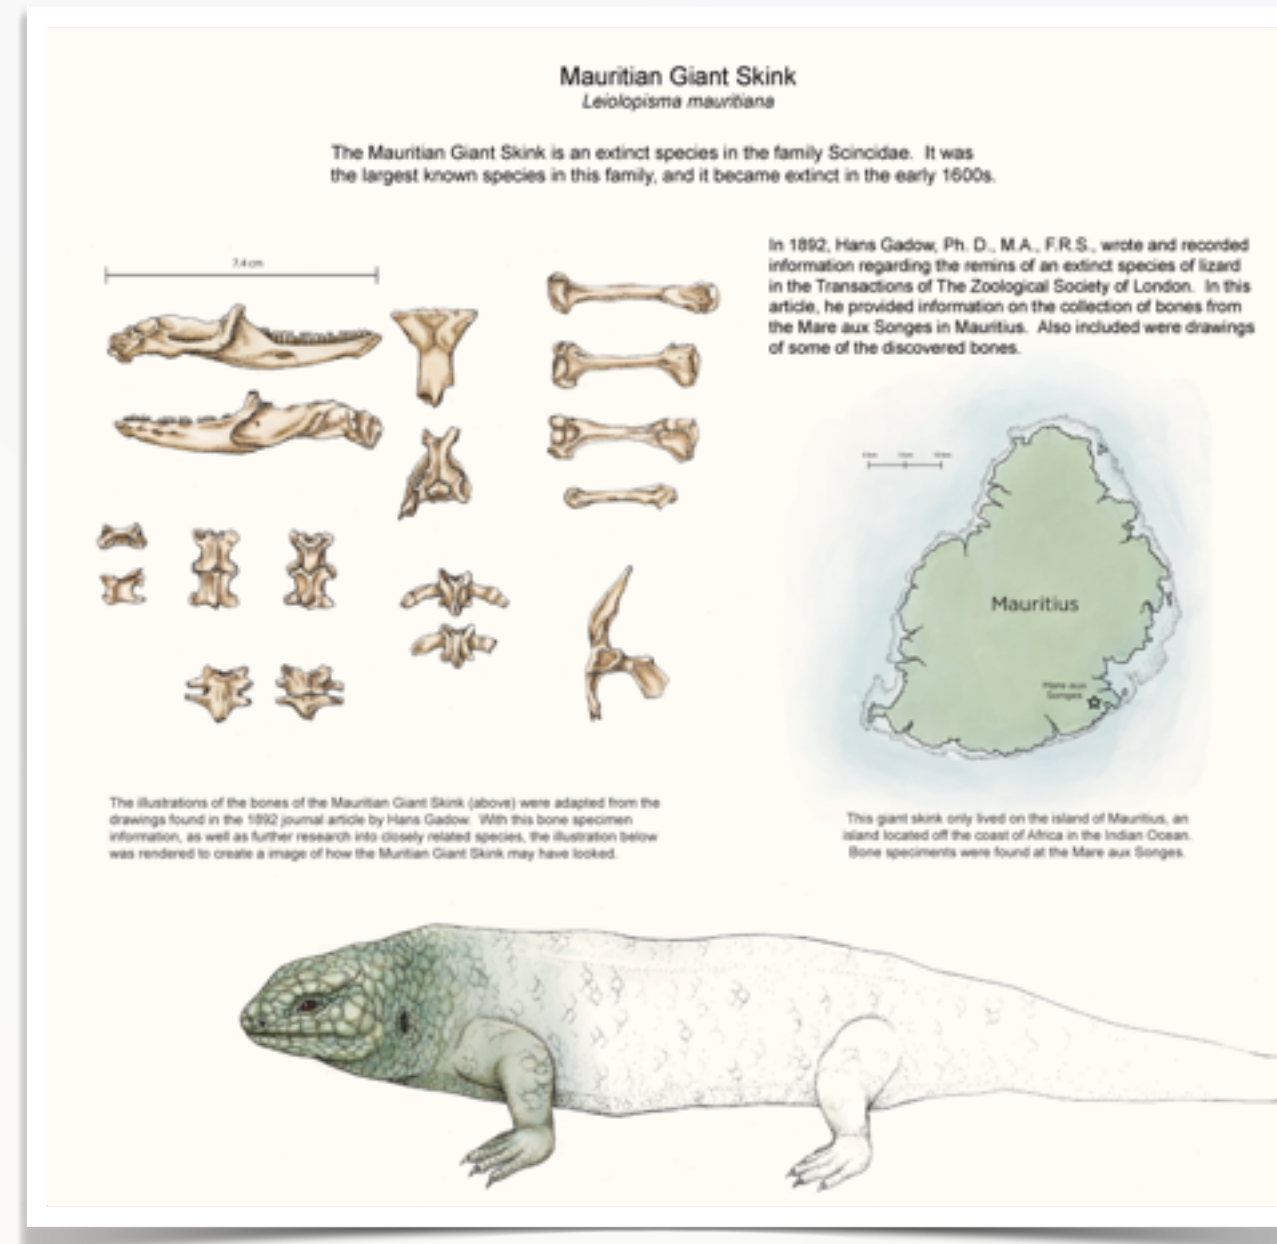 Mauritian Giant Skink
Leiolopisma mauritiana
The Mauritian Giant Skink is an extinct species in the family Scincidae. It was
the largest known species in this family, and it became extinct in the early 1600s.
7.4 cm
In 1892, Hans Gadow, Ph. D., M.A., F.R.S., wrote and recorded
information regarding the remins of an extinct species of lizard
in the Transactions of The Zoological Society of London. In this
article, he provided information on the collection of bones from
the Mare aux Songes in Mauritius. Also included were drawings
of some of the discovered bones.
Mauritius
Mare aux
Songes
The illustrations of the bones of the Mauritian Giant Skink (above) were adapted from the
drawings found in the 1892 journal article by Hans Gadow. With this bone specimen
information, as well as further research into closely related species, the illustration below
was rendered to create a image of how the Muritian Giant Skink may have looked.
This giant skink only lived on the island of Mauritius, an
island located off the coast of Africa in the Indian Ocean.
Bone speciments were found at the Mare aux Songes.